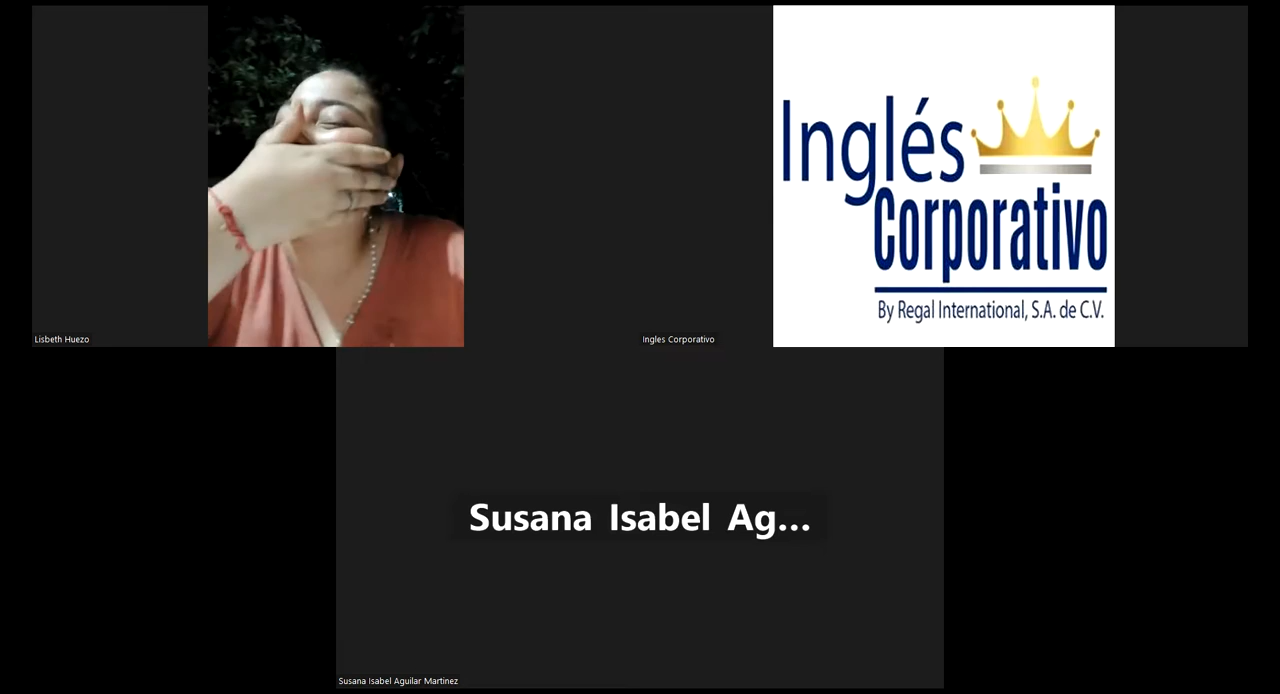 Inglés
Corporativo
By Regal International, S.A. de C.V.
Lisbeth Huezo
Ingles Corporativo
Susana Isabel Ag...
Susana Isabel Aguilar Martinez